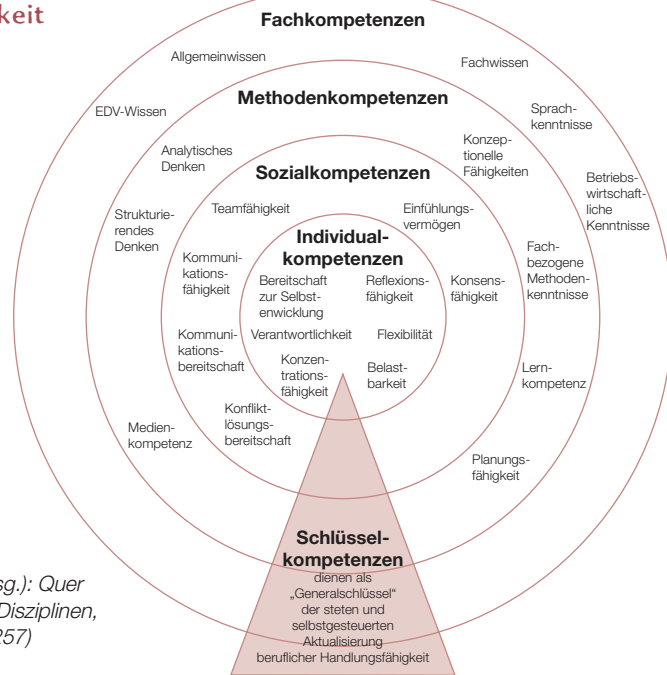 keit
Fachkompetenzen
Allgemeinwissen
Fachwissen
EDV-Wissen
Sprach-
kenntnisse
Betriebs-
wirtschaft-
liche
Kenntnisse
Methodenkompetenzen
Analytisches
Denken
Konzep-
tionelle
Fähigkeiten
Strukturie-
rendes
Denken
Fach-
bezogene
Methoden-
kenntnisse
Lern-
kompetenz
Medien-
kompetenz
Planungs-
fähigkeit
Sozialkompetenzen
Teamfähigkeit
Einfühlungs-
vermögen
Kommuni-
kations-
fähigkeit
Konsens-
fähigkeit
Kommuni-
kations-
bereitschaft
Konflikt-
lösungs-
bereitschaft
Individual-
kompetenzen
Bereitschaft
zur Selbst-
enwicklung
Reflexions-
fähigkeit
Verantwortlichkeit
Flexibilität
Konzen-
trations-
fähigkeit
Belast-
barkeit
Schlüssel-
kompetenzen
dienen als
„Generalschlüssel“
der steten und
selbstgesteuerten
Aktualisierung
beruflicher Handlungsfähigkeit
sg.): Quer
Disziplinen,
257)